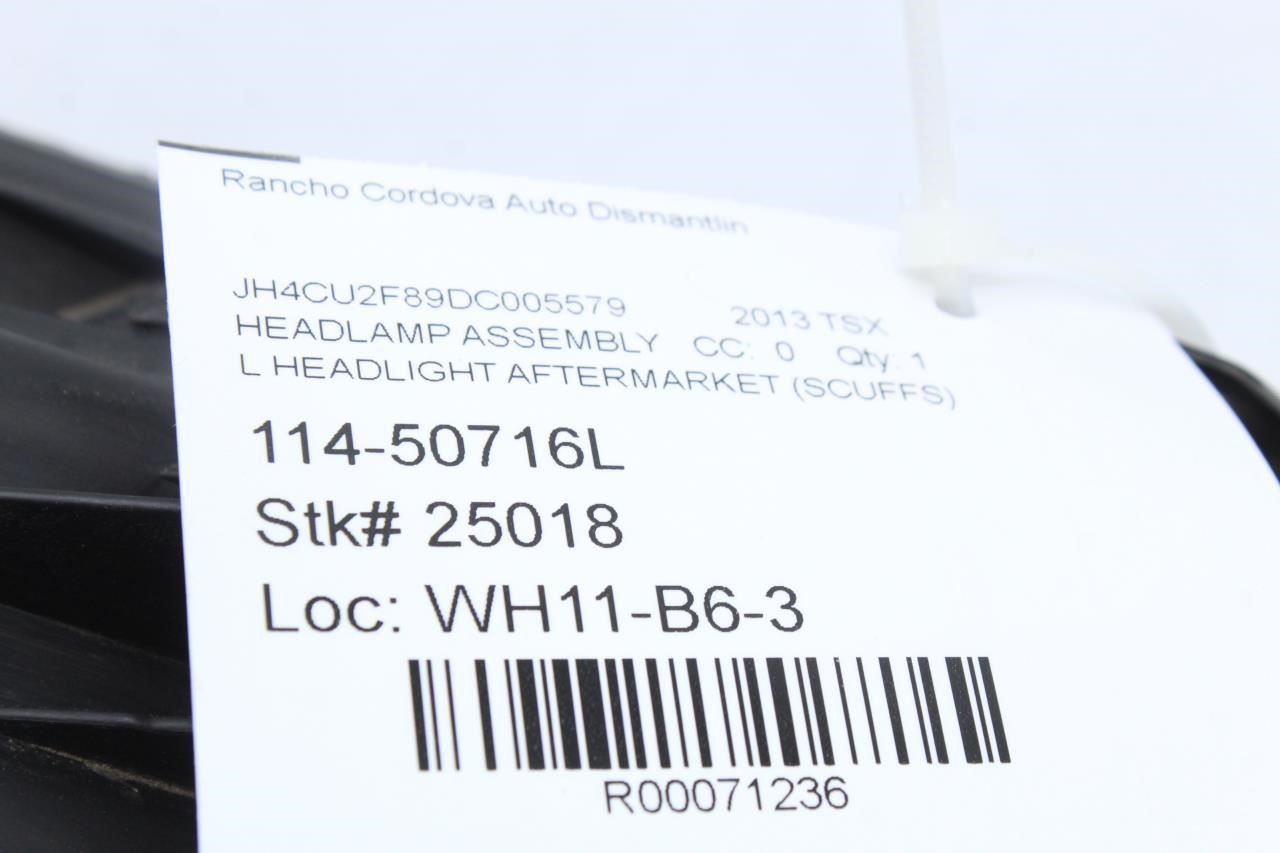 Rancho Cordova Auto Dismantlin
JH4CU2F89DC005579 2013 TSX
HEADLAMP ASSEMBLY CC: 0 Qty: 1
L HEADLIGHT AFTERMARKET (SCUFFS)
114-50716L
Stk# 25018
Loc: WH11-B6-3
R00071236